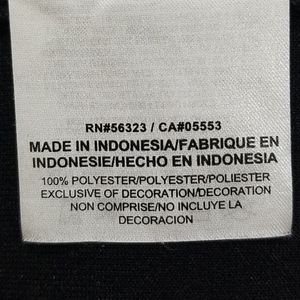 RN#56323 / CA#05553
MADE IN INDONESIA/FABRIQUE EN
INDONESIE/HECHO EN INDONESIA
100% POLYESTER/POLYESTER/POLIESTER
EXCLUSIVE OF DECORATION/DECORATION
NON COMPRISE/NO INCLUYE LA
DECORACION